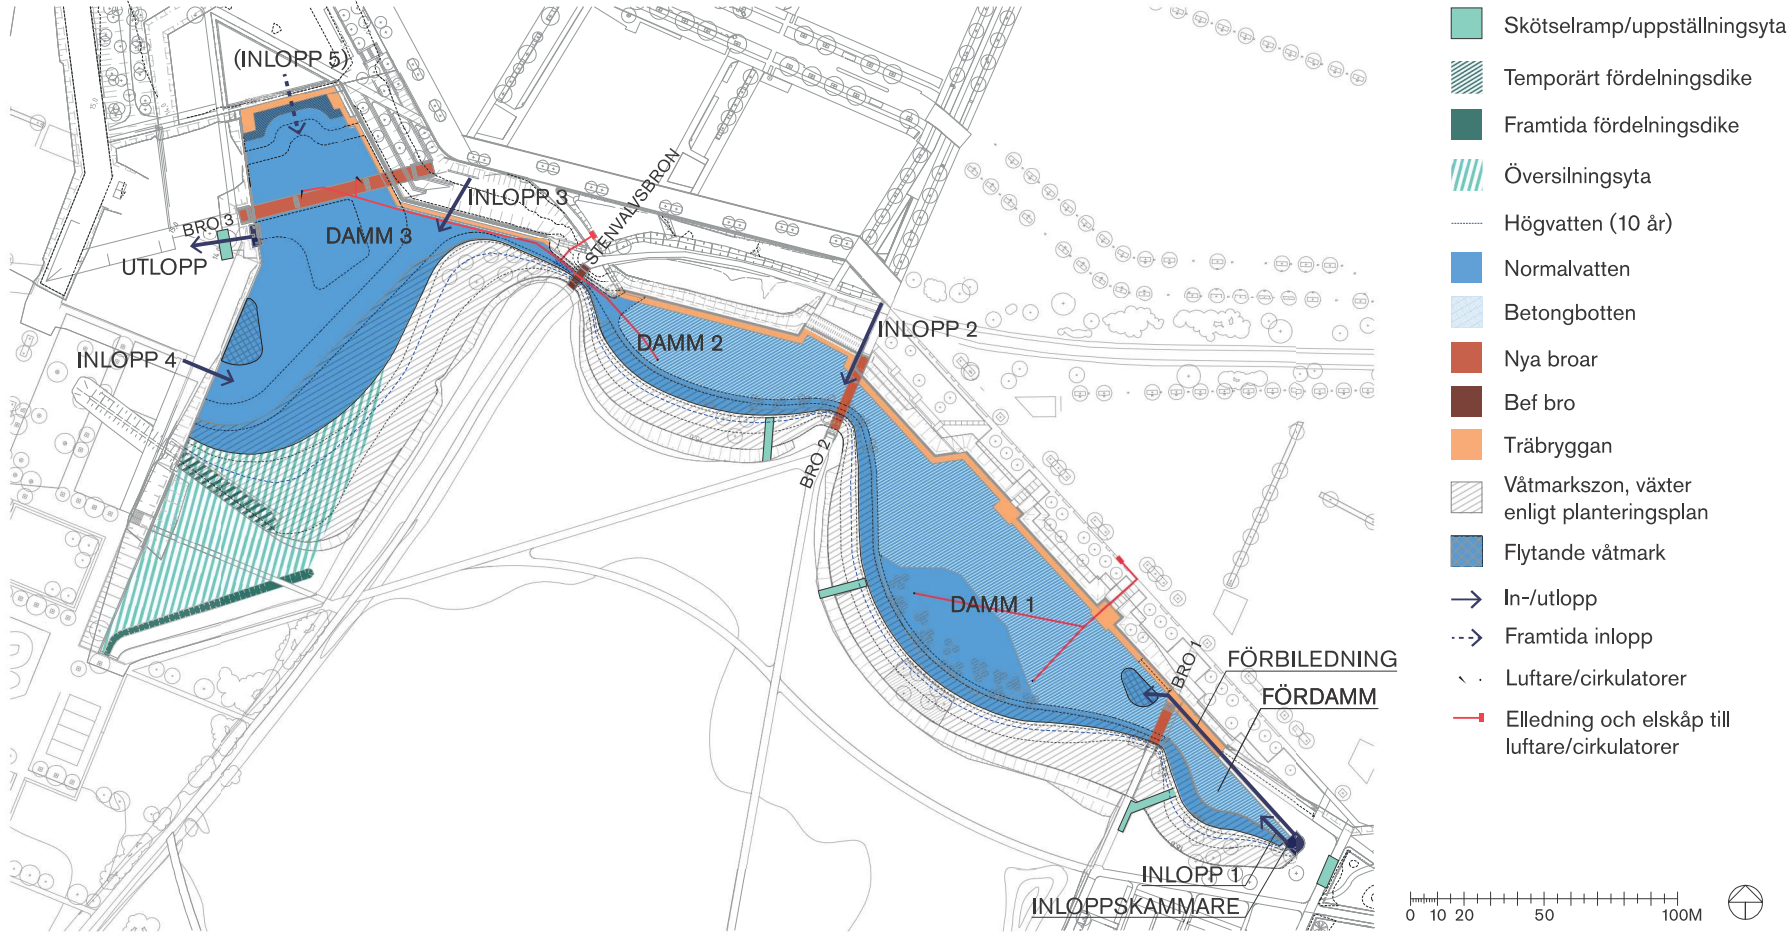 (INLOPP 5)
INLOPP 3
STENVALVSBRON
BRO 3
DAMM 3
UTLOPP
INLOPP 4
DAMM 2
INLOPP 2
BRO 2
DAMM 1
BRO 1
FÖRBILEDNING
FÖRDAMM
INLOPP 1
INLOPPSKAMMARE
Skötselramp/uppställningsyta
Temporärt fördelningsdike
Framtida fördelningsdike
Översilningsyta
Högvatten (10 år)
Normalvatten
Betongbotten
Nya broar
Bef bro
Träbryggan
Våtmarkszon, växter
enligt planteringsplan
Flytande våtmark
In-/utlopp
Framtida inlopp
Luftare/cirkulatorer
Elledning och elskåp till
luftare/cirkulatorer
0 10 20 50 100M